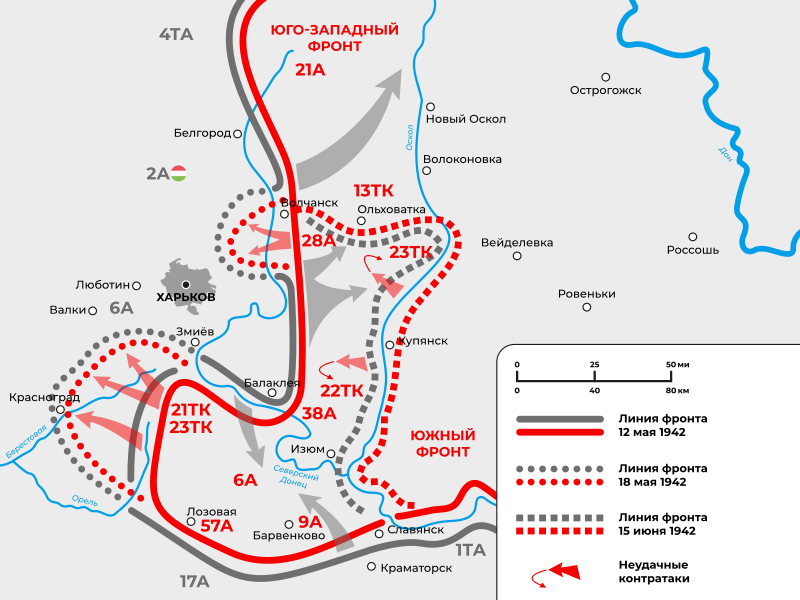 4ТА
ЮГО-ЗАПАДНЫЙ
ФРОНТ
21А
Острогожск
Новый Оскол
Белгород
Оскол
Дон
Волоконовка
2А
13ТК
Волчанск
Ольховатка
28А
23ТК
Вейделевка
Россошь
Люботин
ХАРЬКОВ
Валки
6А
Ровеньки
Змиёв
Купянск
Балаклея
22ТК
Красноград
21ТК
23ТК
38А
Берестовая
ЮЖНЫЙ
ФРОНТ
Изюм
Северский
Донец
6А
Орель
Лозовая
57А
9А
Барвенково
Славянск
1ТА
Краматорск
17А
0 25 50 ми
0 40 80 км
Линия фронта
12 мая 1942
Линия фронта
18 мая 1942
Линия фронта
15 июня 1942
Неудачные
контратаки